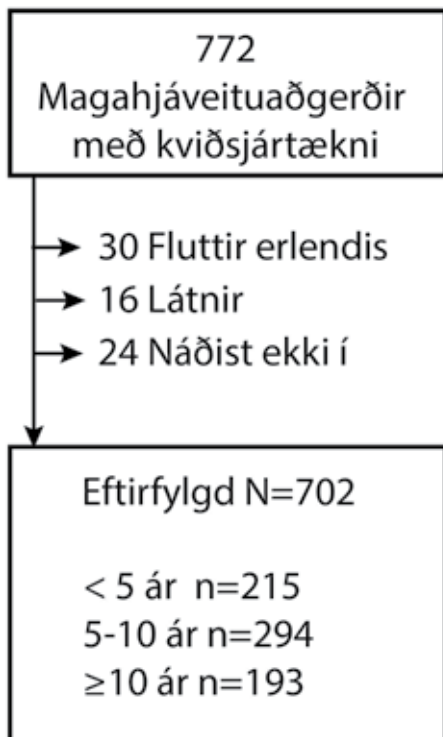 772
Magahjáveituaðgerðir
með kviðsjártækni
30 Fluttir erlendis
16 Látnir
24 Náðist ekki í
Eftirfylgd N=702
< 5 ár n=215
5-10 ár n=294
≥10 ár n=193